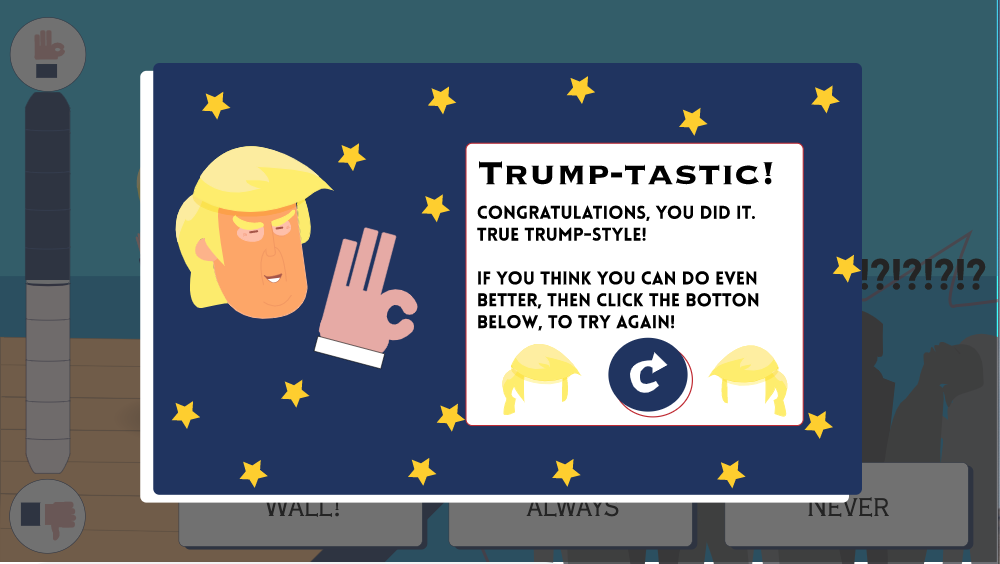 Trump-tastic!
CONGRATULATIONS, YOU DID IT.
TRUE TRUMP-STYLE!
IF YOU THINK YOU CAN DO EVEN
BETTER, THEN CLICK THE BOTTON
BELOW, TO TRY AGAIN!
!?!?!?!?
WALL!
ALWAYS
NEVER